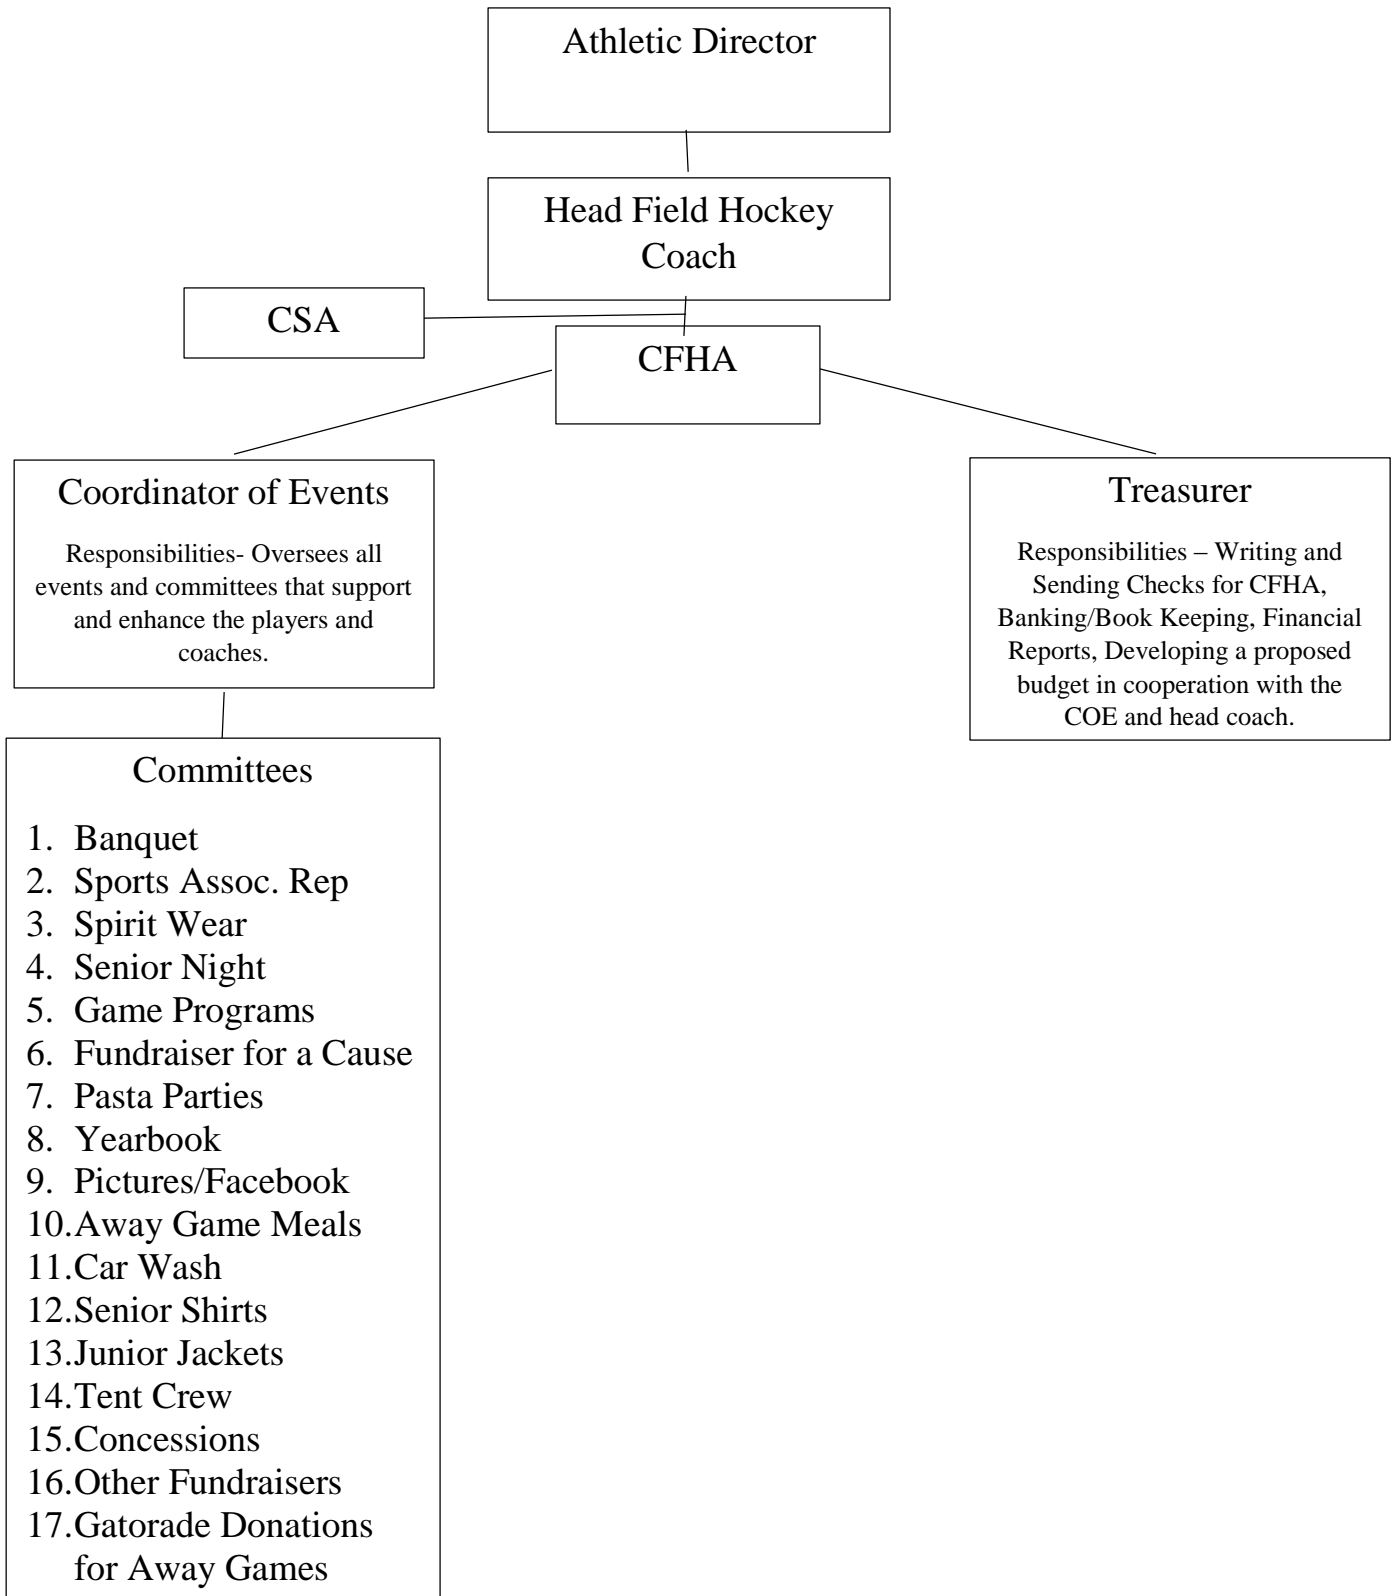 Athletic Director
Head Field Hockey
Coach
CSA
CFHA
Coordinator of Events
Responsibilities- Oversees all
events and committees that support
and enhance the players and
coaches.
Treasurer
Responsibilities – Writing and
Sending Checks for CFHA,
Banking/Book Keeping, Financial
Reports, Developing a proposed
budget in cooperation with the
COE and head coach.
Committees
1. Banquet
2. Sports Assoc. Rep
3. Spirit Wear
4. Senior Night
5. Game Programs
6. Fundraiser for a Cause
7. Pasta Parties
8. Yearbook
9. Pictures/Facebook
10.Away Game Meals
11.Car Wash
12.Senior Shirts
13.Junior Jackets
14.Tent Crew
15.Concessions
16.Other Fundraisers
17.Gatorade Donations
for Away Games